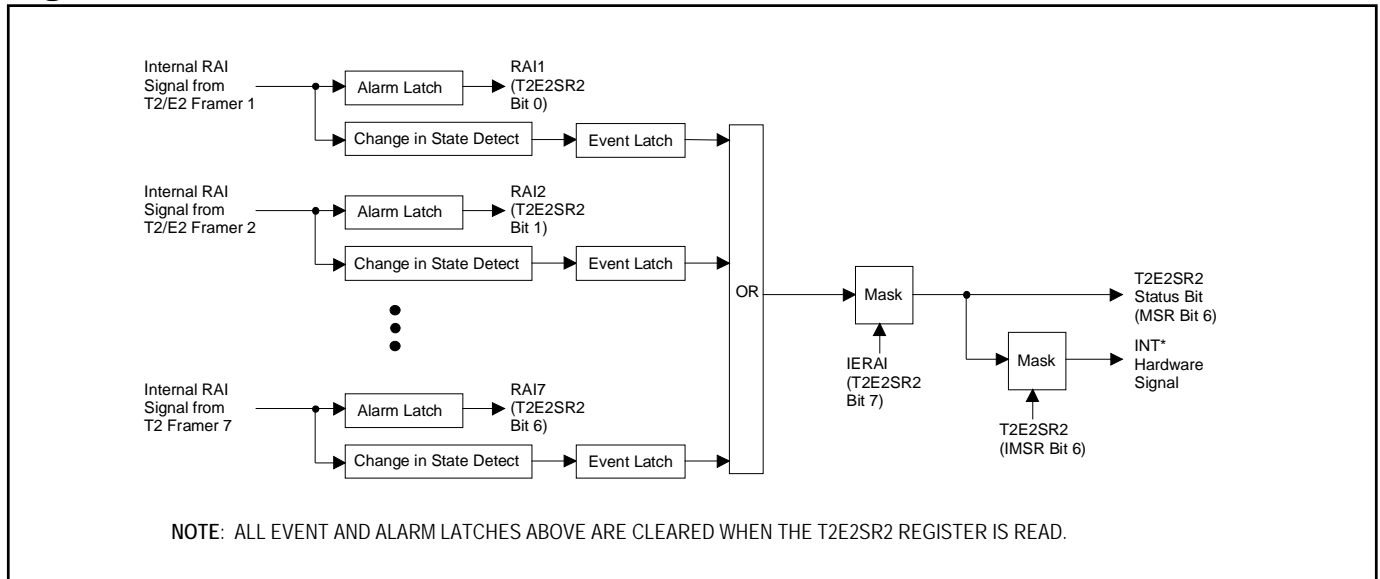 Internal RAI
Signal from
T2/E2 Framer 1
Alarm Latch
RAI1
(T2E2SR2
Bit 0)
Change in State Detect
Event Latch
Internal RAI
Signal from
T2/E2 Framer 2
Alarm Latch
RAI2
(T2E2SR2
Bit 1)
Change in State Detect
Event Latch
OR
Mask
T2E2SR2
Status Bit
(MSR Bit 6)
IERAI
(T2E2SR2
Bit 7)
Mask
INT*
Hardware
Signal
T2E2SR2
(IMSR Bit 6)
Internal RAI
Signal from
T2 Framer 7
Alarm Latch
RAI7
(T2E2SR2
Bit 6)
Change in State Detect
Event Latch
NOTE: ALL EVENT AND ALARM LATCHES ABOVE ARE CLEARED WHEN THE T2E2SR2 REGISTER IS READ.